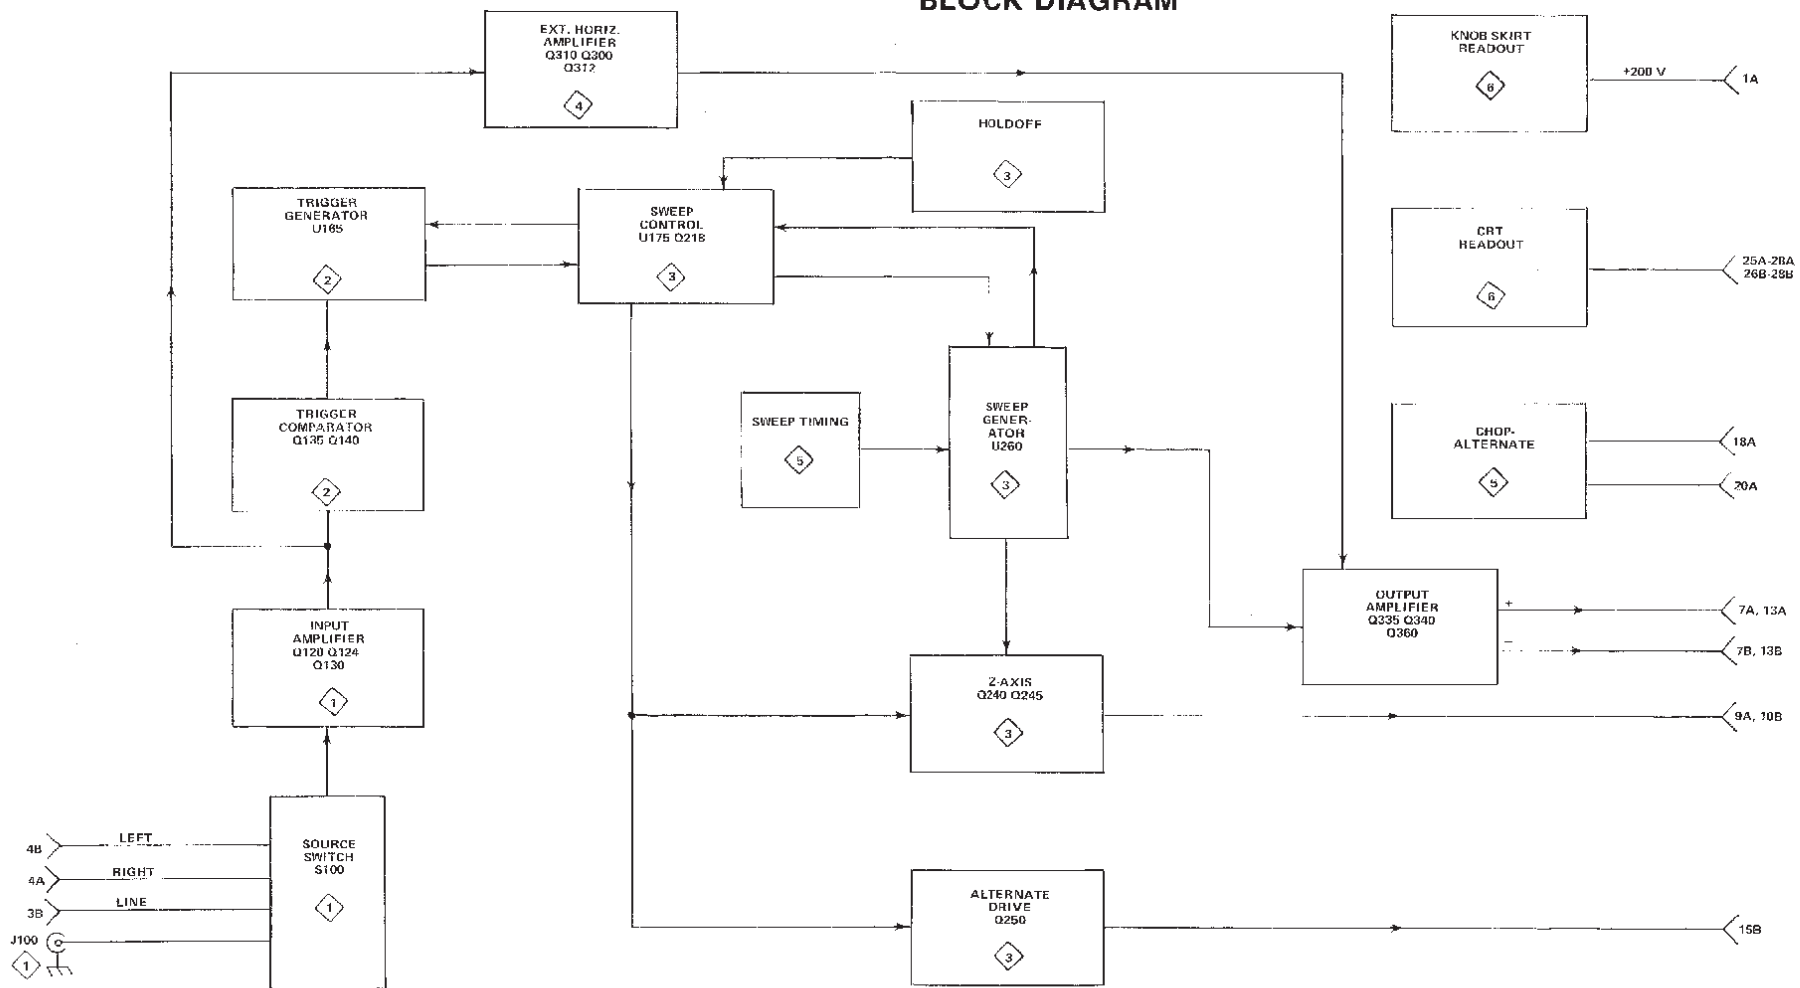 BLOCK DIAGRAM
EXT. HORIZ.
AMPLIFIER
Q310 Q300
Q312
4
KNOB SKIRT
READOUT
6
+200 V
1A
HOLDOFF
3
TRIGGER
GENERATOR
U165
2
SWEEP
CONTROL
U175 Q218
3
CRT
READOUT
6
25A-28A
26B-28B
TRIGGER
COMPARATOR
Q135 Q140
2
SWEEP TIMING
5
SWEEP
GENER-
ATOR
U260
3
CHOP-
ALTERNATE
5
18A
20A
INPUT
AMPLIFIER
Q120 Q124
Q130
1
OUTPUT
AMPLIFIER
Q335 Q340
Q360
+
7A, 13A
–
7B, 13B
Z-AXIS
Q240 Q245
3
9A, 10B
SOURCE
SWITCH
S100
1
4B
LEFT
4A
RIGHT
3B
LINE
J100
1
ALTERNATE
DRIVE
Q250
3
15B